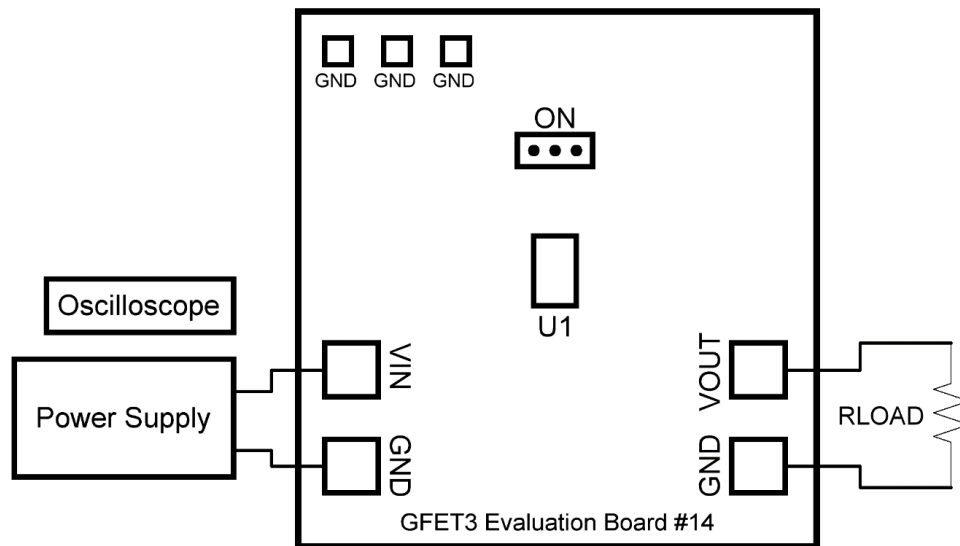 GND GND GND
ON
U1
Oscilloscope
Power Supply
VIN
GND
VOUT
GND
RLOAD
GFET3 Evaluation Board #14